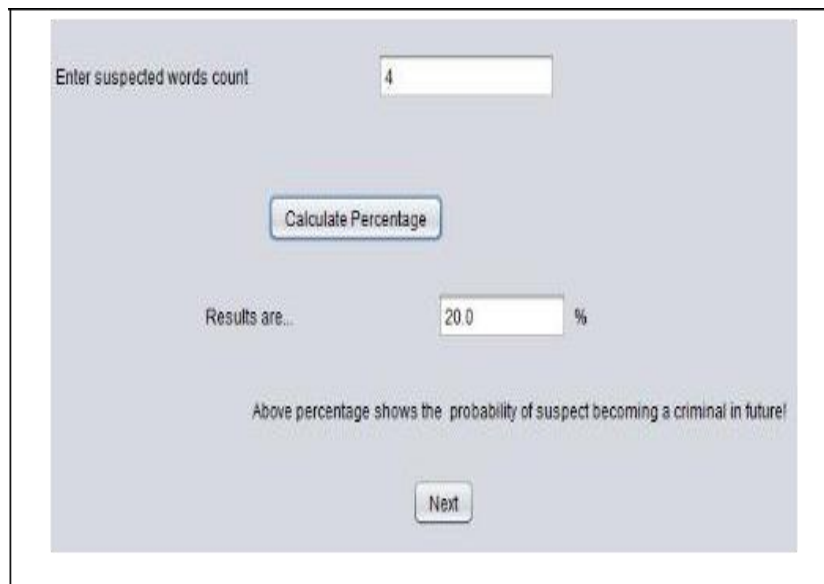 Enter suspected words count 4
Calculate Percentage
Results are... 20.0 %
Above percentage shows the probability of suspect becoming a criminal in future!
Next